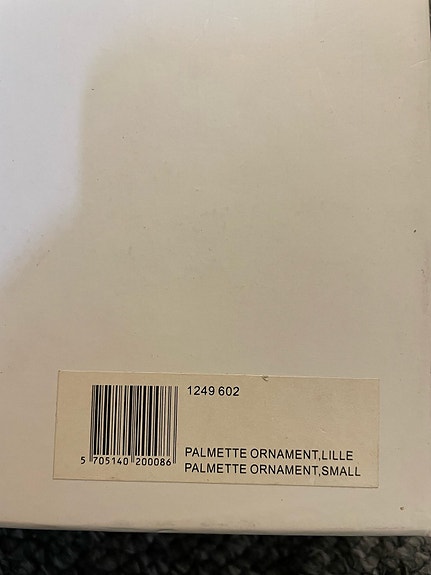 1249 602
5 705140 200086
PALMETTE ORNAMENT,LILLE
PALMETTE ORNAMENT,SMALL